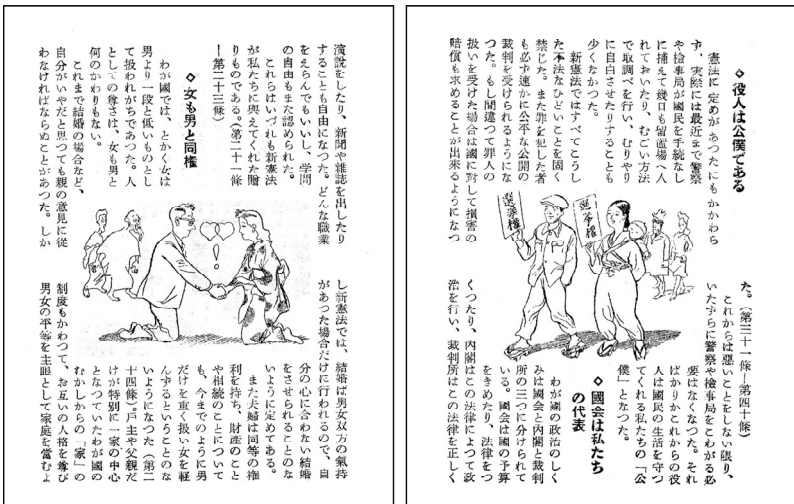 演説をしたり、新聞や雑誌を出したり
することも自由になつた。どんな職業
をえらんでもいいし、学問
の自由もまた認められた。
これらはいづれも新憲法
が私たちに與えてくれた贈
りものである。(第二十一條
―第二十三條)
◇女も男と同権
わが國では、とかく女は
男より一段と低いものとし
て扱われがちであつた。人
としての尊さは、女も男と
何のかわりもない。
これまで結婚の場合など、
自分がいやだと思つても親の意見に従
わなければならぬことがあつた。しか
し新憲法では、結婚は男女双方の氣持
があつた場合だけに行われるので、自
分の心に合わない結婚
をさせられることのな
いように定めてある。
また夫婦は同等の権
利を持ち、財産のこと
や相続のことについて
も、今までのように男
だけを重く扱い女を軽
んずるということのな
いようになつた(第二
十四條)。戸主や父親だ
けが特別に一家の中心
となつていたわが國の
むかしからの「家」の
制度もかわつて、お互いの人格を尊び
男女の平等を主眼として家庭を営むよ
◇役人は公僕である
憲法に定めがあつたにもかかわら
ず、実際には最近まで警察
や検事局が國民を手続なし
に捕えて幾日も留置場へ入
れておいたり、むごい方法
で取調べを行い、むりやり
に自白させたりすることも
少くなかつた。
新憲法ではすべてこうし
た不法なひどいことを固く
禁じた。また罪を犯した者
も必ず速かに公平な公開の
裁判を受けられるようにな
つた。もし間違つて罪人の
扱いを受けた場合は國に対して損害の
賠償も求めることが出来るようになつ
た。(第三十一條―第四十條)
これからは悪いことをしない限り、
いたずらに警察や検事局をこわがる必
要はなくなつた。それ
ばかりかこれからの役
人は國民の生活を守つ
てくれる私たちの「公
僕」となつた。
◇國会は私たち
の代表
わが國の政治のしく
みは國会と内閣と裁判
所の三つに分けられて
いる。國会は國の予算
をきめたり、法律をつ
くつたり、内閣はこの法律によつて政
治を行い、裁判所はこの法律を正しく
選挙権
選挙権
！